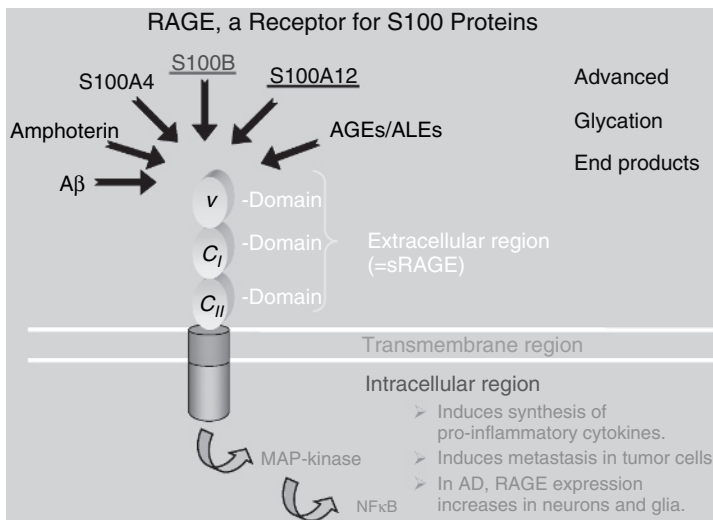 RAGE, a Receptor for S100 Proteins
S100B
S100A4
S100A12
Amphoterin
AGEs/ALEs
Aβ
Advanced
Glycation
End products
V
-Domain
C_I
-Domain
C_II
-Domain
Extracellular region
(=sRAGE)
Transmembrane region
Intracellular region
➢ Induces synthesis of
pro-inflammatory cytokines.
➢ Induces metastasis in tumor cells
➢ In AD, RAGE expression
increases in neurons and glia.
MAP-kinase
NFκB